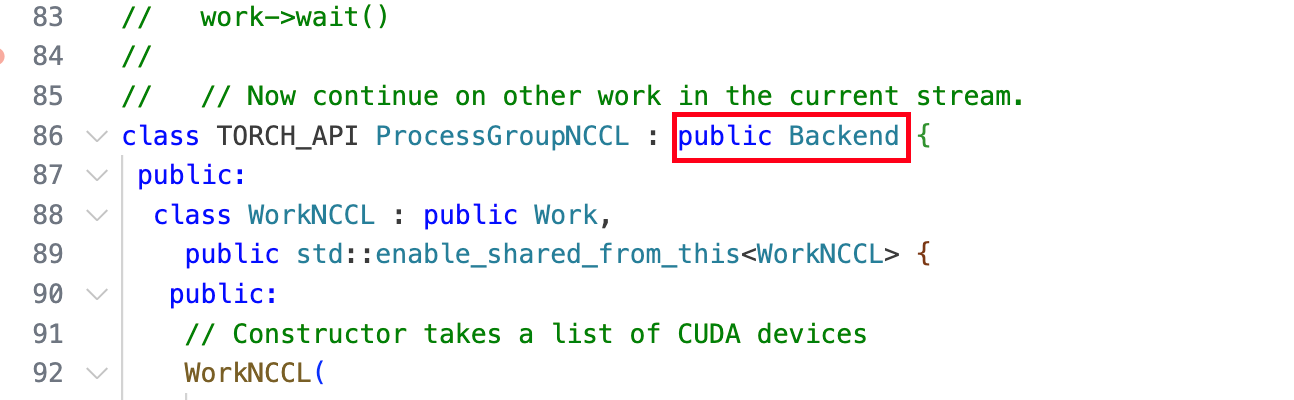 83 //   work->wait()
84 //
85 //   // Now continue on other work in the current stream.
86 class TORCH_API ProcessGroupNCCL : public Backend {
87 public:
88 class WorkNCCL : public Work,
89 public std::enable_shared_from_this<WorkNCCL> {
90 public:
91 // Constructor takes a list of CUDA devices
92 WorkNCCL(